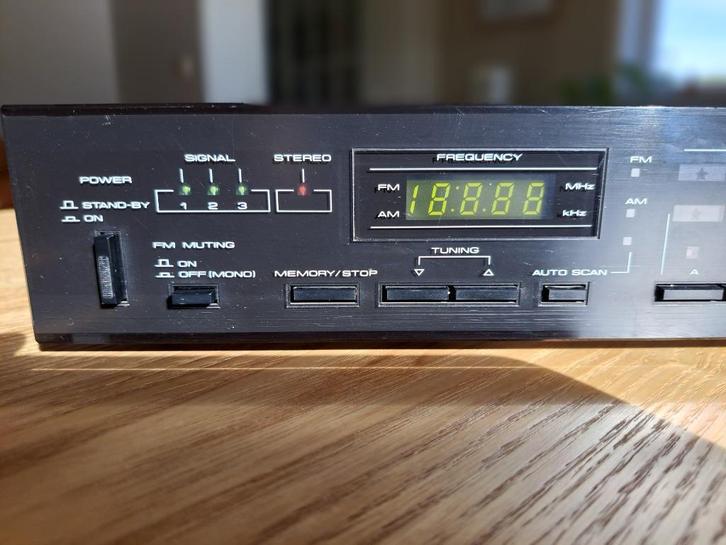 POWER
STAND-BY
ON
SIGNAL
1 2 3
STEREO
FM MUTING
ON
OFF (MONO)
MEMORY/STOP
FREQUENCY
FM 18:8.8.8 MHz
AM kHz
TUNING
AUTO SCAN
FM
AM
A